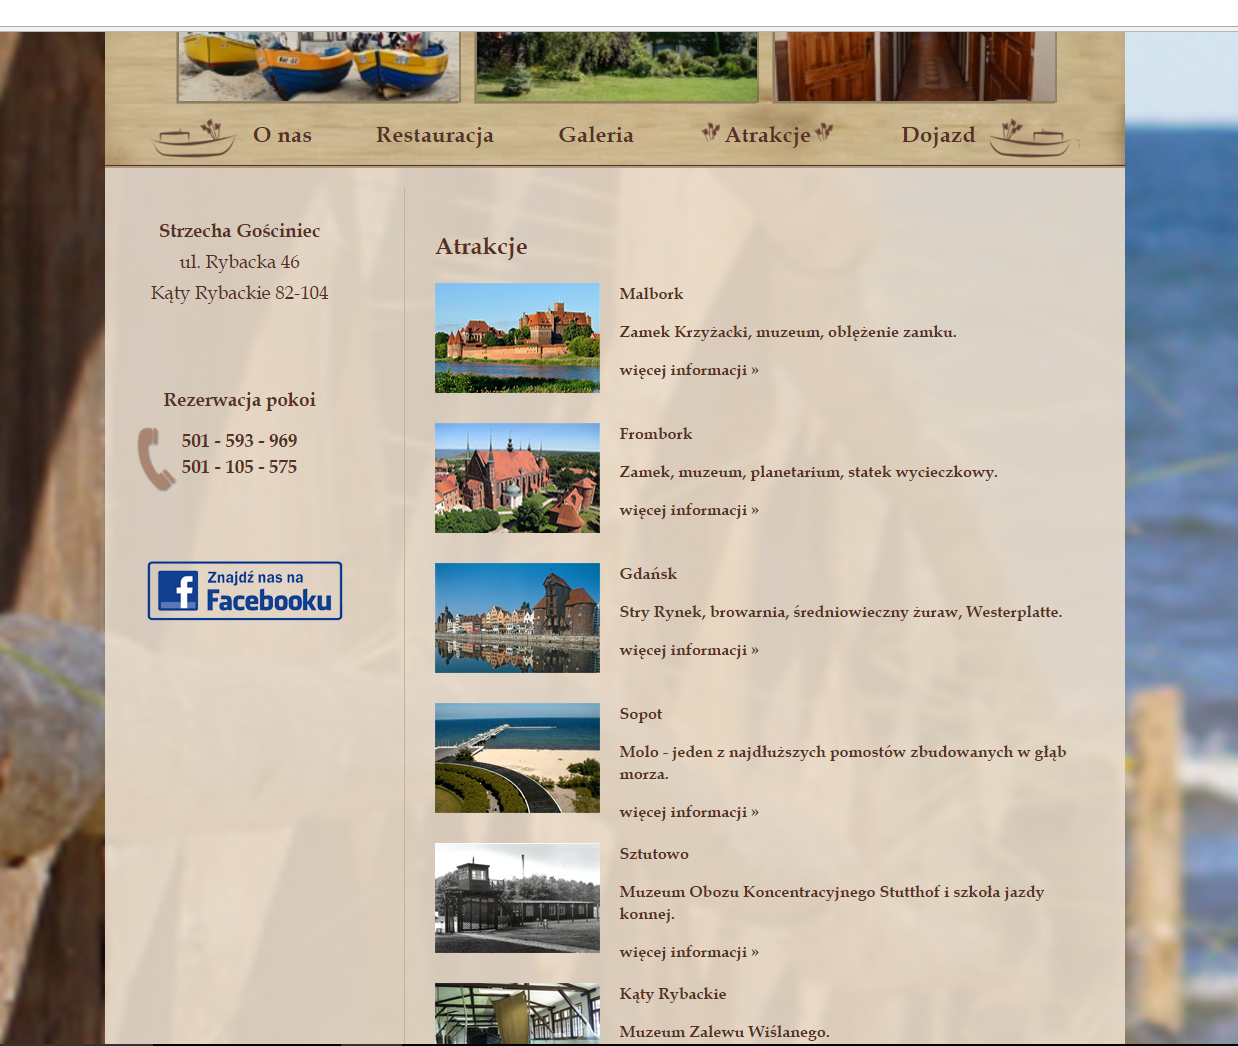 O nas Restauracja Galeria Atrakcje Dojazd
Strzecha Gościniec
ul. Rybacka 46
Kąty Rybackie 82-104
Rezerwacja pokoi
501 - 593 - 969
501 - 105 - 575
Znajdź nas na
Facebooku
Atrakcje
Malbork
Zamek Krzyżacki, muzeum, oblężenie zamku.
więcej informacji »
Frombork
Zamek, muzeum, planetarium, statek wycieczkowy.
więcej informacji »
Gdańsk
Stry Rynek, browarnia, średniowieczny żuraw, Westerplatte.
więcej informacji »
Sopot
Molo - jeden z najdłuższych pomostów zbudowanych w głąb
morza.
więcej informacji »
Sztutowo
Muzeum Obozu Koncentracyjnego Stutthof i szkoła jazdy
konnej.
więcej informacji »
Kąty Rybackie
Muzeum Zalewu Wiślanego.